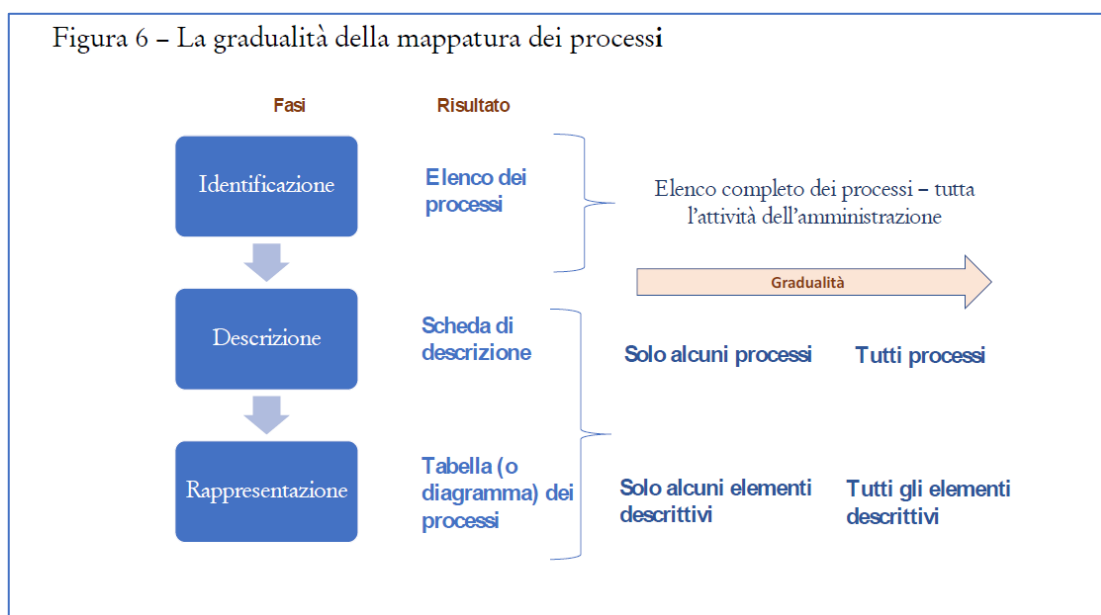 Figura 6 – La gradualità della mappatura dei processi
Fasi
Risultato
Identificazione
Elenco dei
processi
Elenco completo dei processi – tutta
l'attività dell'amministrazione
Gradualità
Descrizione
Scheda di
descrizione
Solo alcuni processi
Tutti processi
Rappresentazione
Tabella (o
diagramma) dei
processi
Solo alcuni elementi
descrittivi
Tutti gli elementi
descrittivi